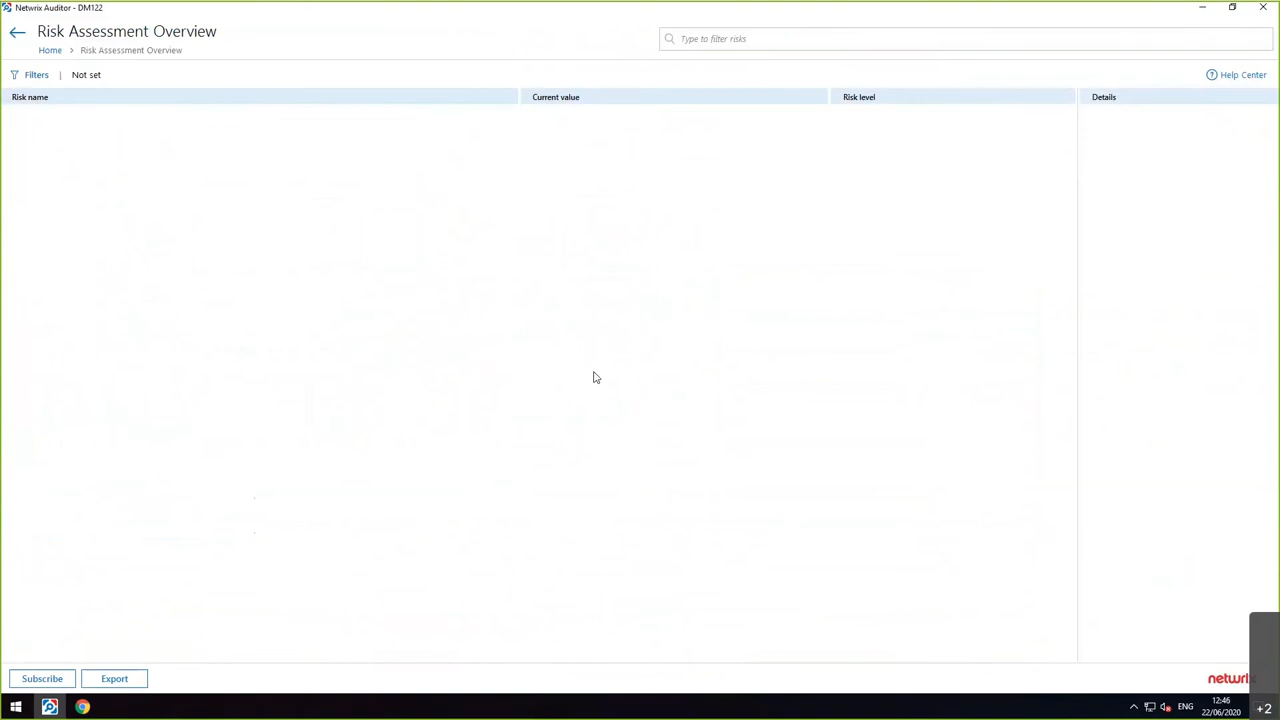 Netwrix Auditor - DM122
Risk Assessment Overview
Home > Risk Assessment Overview
Type to filter risks
Filters | Not set
Help Center
Risk name
Current value
Risk level
Details
Subscribe
Export
netwrix
ENG
12:46
22/06/2020
+2